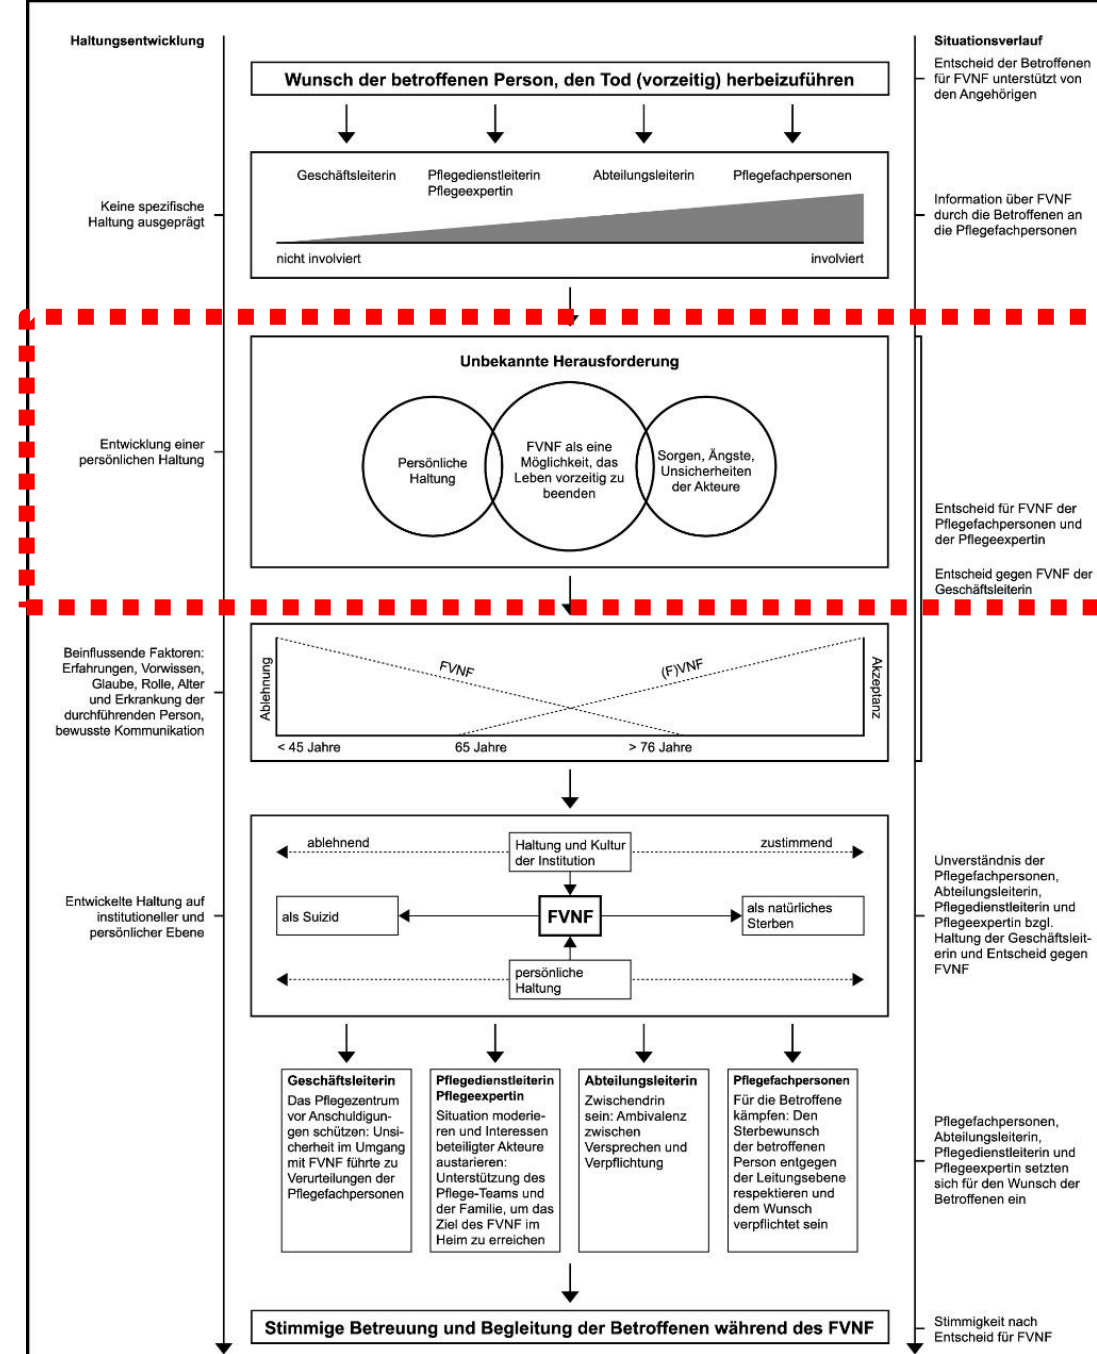 Haltungsentwicklung
Situationsverlauf
Wunsch der betroffenen Person, den Tod (vorzeitig) herbeizuführen
Entscheid der Betroffenen
für FVNF unterstützt von
den Angehörigen
Geschäftsleiterin
Pflegedienstleiterin
Pflegeexpertin
Abteilungsleiterin
Pflegefachpersonen
nicht involviert
involviert
Keine spezifische
Haltung ausgeprägt
Information über FVNF
durch die Betroffenen an
die Pflegefachpersonen
Unbekannte Herausforderung
Persönliche
Haltung
FVNF als eine
Möglichkeit, das
Leben vorzeitig zu
beenden
Sorgen, Ängste,
Unsicherheiten
der Akteure
Entwicklung einer
persönlichen Haltung
Entscheid für FVNF der
Pflegefachpersonen und
der Pflegeexpertin
Entscheid gegen FVNF der
Geschäftsleiterin
Beinflussende Faktoren:
Erfahrungen, Vorwissen,
Glaube, Rolle, Alter
und Erkrankung der
durchführenden Person,
bewusste Kommunikation
Ablehnung
FVNF
(F)VNF
Akzeptanz
< 45 Jahre
65 Jahre
> 76 Jahre
ablehnend
Haltung und Kultur
der Institution
zustimmend
als Suizid
FVNF
als natürliches
Sterben
persönliche
Haltung
Entwickelte Haltung auf
institutioneller und
persönlicher Ebene
Unverständnis der
Pflegefachpersonen,
Abteilungsleiterin,
Pflegedienstleiterin und
Pflegeexpertin bzgl.
Haltung der Geschäftsleit-
erin und Entscheid gegen
FVNF
Geschäftsleiterin
Das Pflegezentrum
vor Anschuldigun-
gen schützen: Unsi-
cherheit im Umgang
mit FVNF führte zu
Verurteilungen der
Pflegefachpersonen
Pflegedienstleiterin
Pflegeexpertin
Situation moderie-
ren und Interessen
beteiligter Akteure
austarieren:
Unterstützung des
Pflege-Teams und
der Familie, um das
Ziel des FVNF im
Heim zu erreichen
Abteilungsleiterin
Zwischendrin
sein: Ambivalenz
zwischen
Versprechen und
Verpflichtung
Pflegefachpersonen
Für die Betroffene
kämpfen: Den
Sterbewunsch
der betroffenen
Person entgegen
der Leitungsebene
respektieren und
dem Wunsch
verpflichtet sein
Pflegefachpersonen,
Abteilungsleiterin,
Pflegedienstleiterin und
Pflegeexpertin setzten
sich für den Wunsch der
Betroffenen ein
Stimmige Betreuung und Begleitung der Betroffenen während des FVNF
Stimmigkeit nach
Entscheid für FVNF